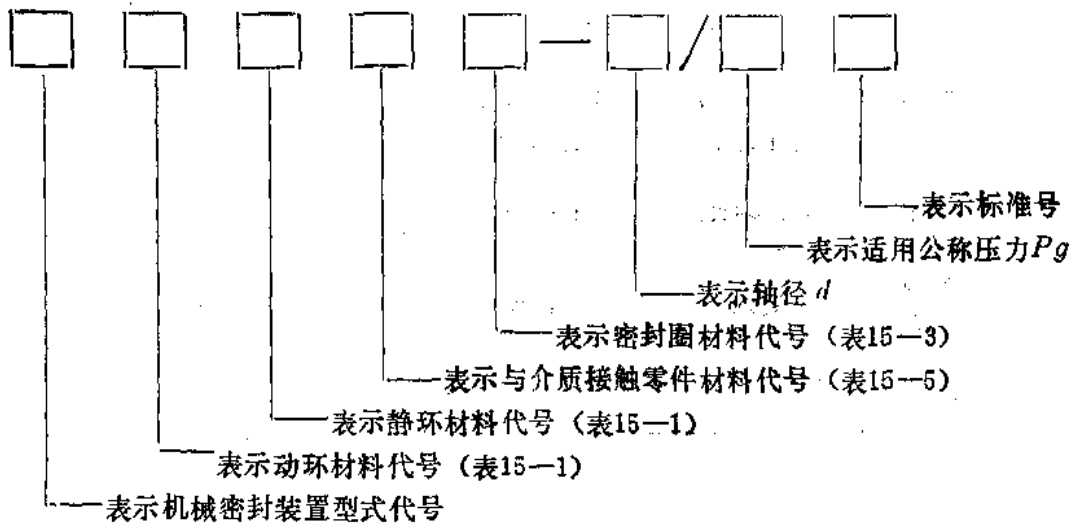 — /
表示标准号
表示适用公称压力Pg
表示轴径 d
表示密封圈材料代号（表15—3）
表示与介质接触零件材料代号（表15—5）
表示静环材料代号（表15—1）
表示动环材料代号（表15—1）
表示机械密封装置型式代号